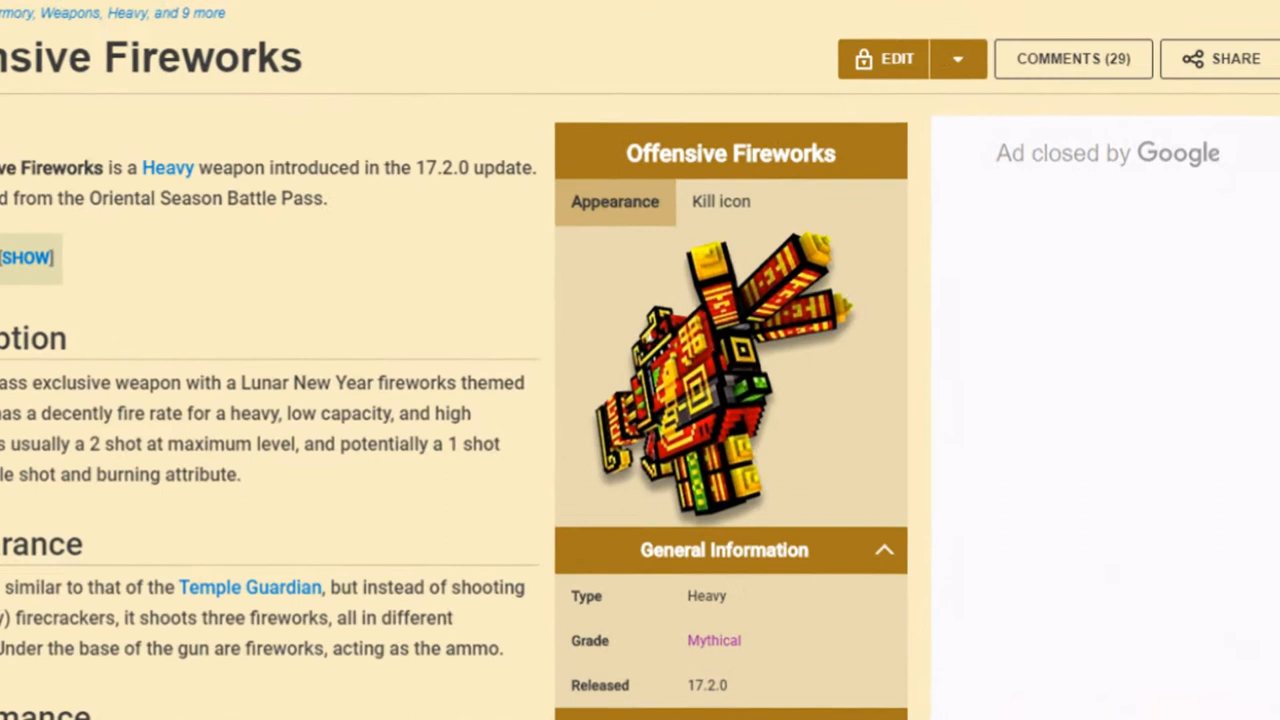 mory, Weapons, Heavy, and 9 more
nsive Fireworks
EDIT
COMMENTS (29)
SHARE
ve Fireworks is a Heavy weapon introduced in the 17.2.0 update.
d from the Oriental Season Battle Pass.
[SHOW]
ption
ass exclusive weapon with a Lunar New Year fireworks themed
has a decently fire rate for a heavy, low capacity, and high
s usually a 2 shot at maximum level, and potentially a 1 shot
le shot and burning attribute.
rance
similar to that of the Temple Guardian, but instead of shooting
y) firecrackers, it shoots three fireworks, all in different
Under the base of the gun are fireworks, acting as the ammo.
mance
Offensive Fireworks
Appearance
Kill icon
General Information
Type Heavy
Grade Mythical
Released 17.2.0
Ad closed by Google